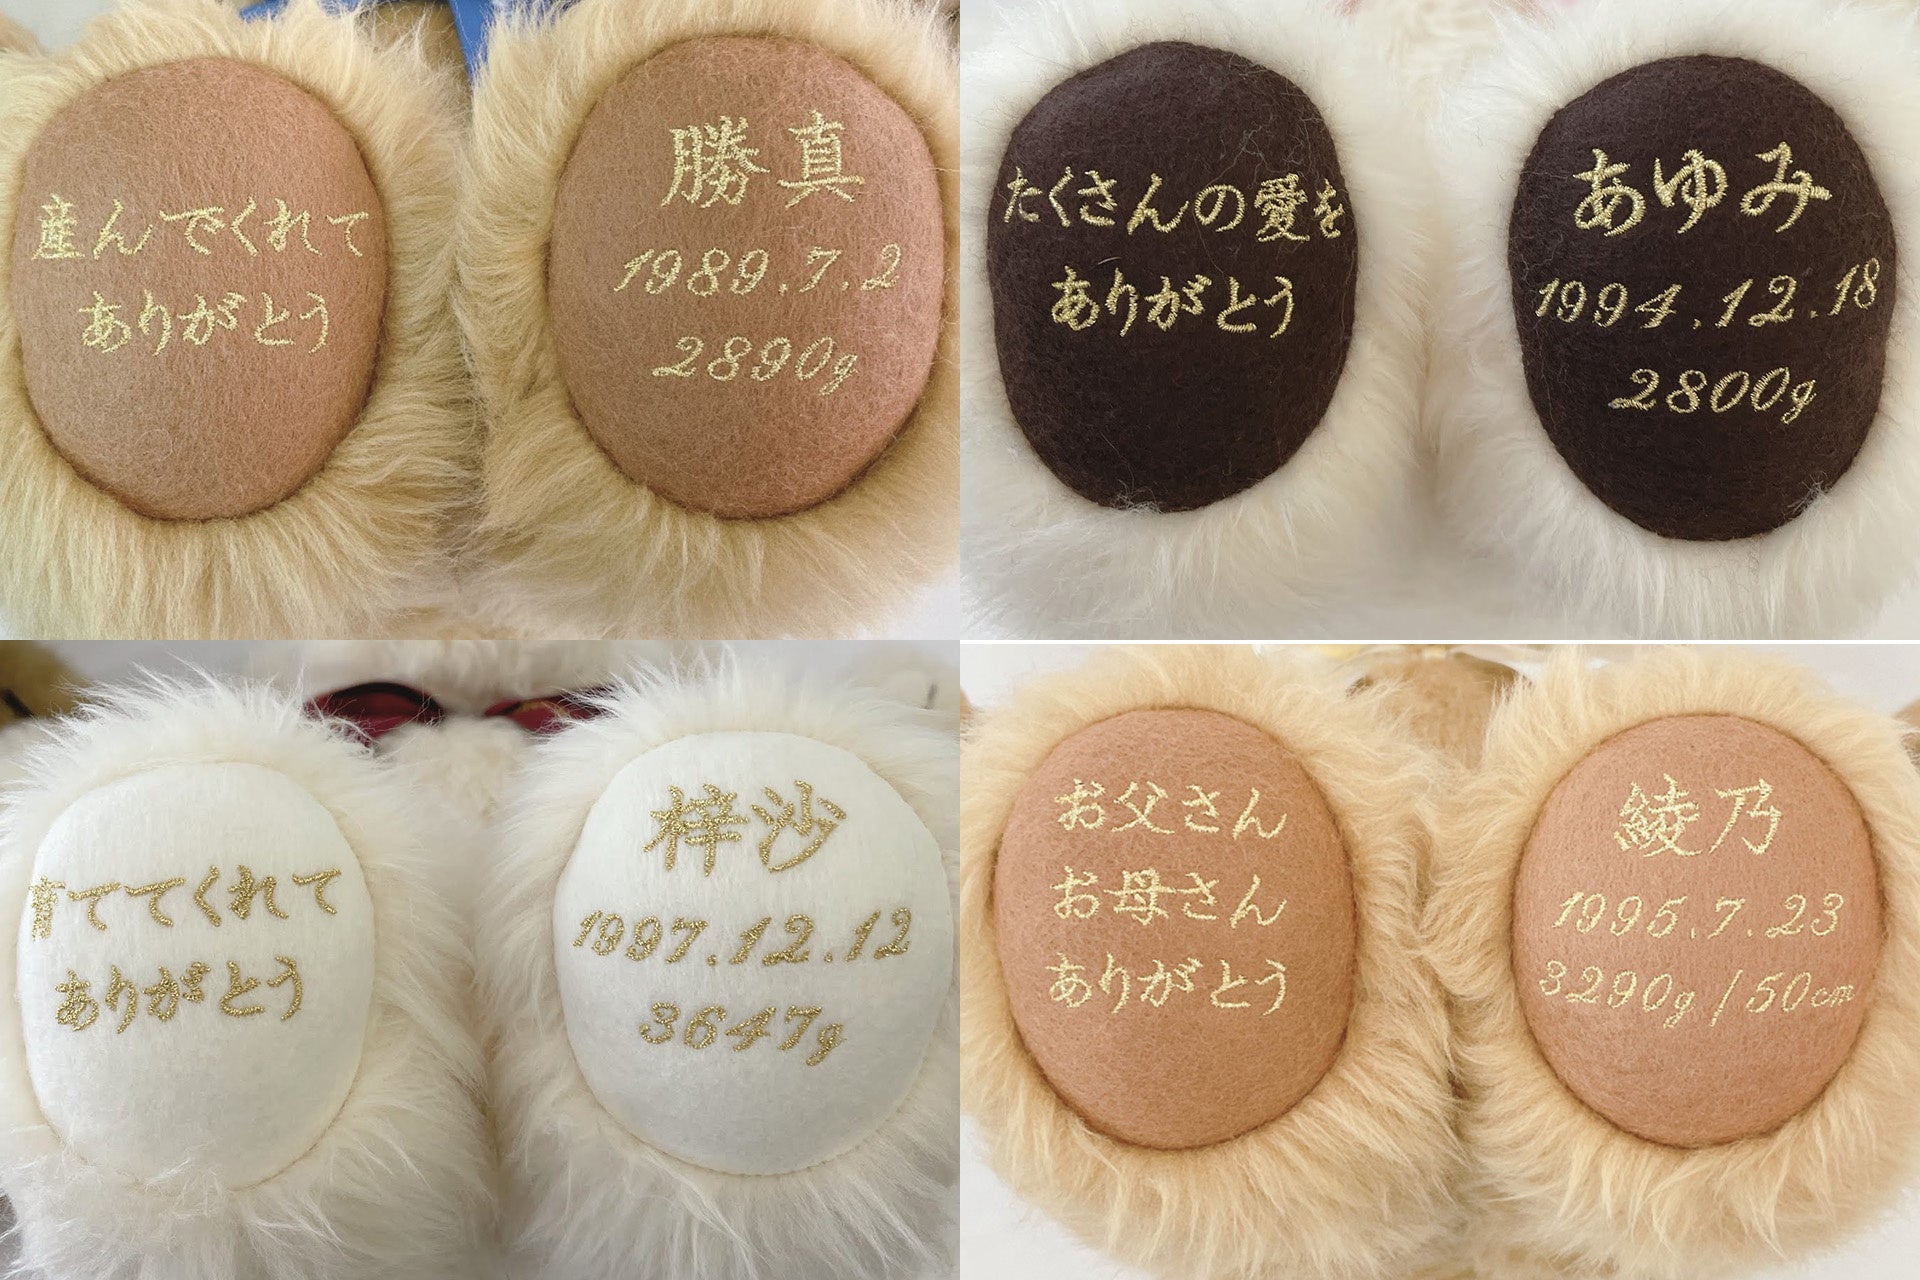 産んでくれて
ありがとう
勝真
1989.7.2
2890g
たくさんの愛を
ありがとう
あゆみ
1994.12.18
2800g
育ててくれて
ありがとう
梓沙
1997.12.12
3647g
お父さん
お母さん
ありがとう
綾乃
1995.7.23
3290g/50cm